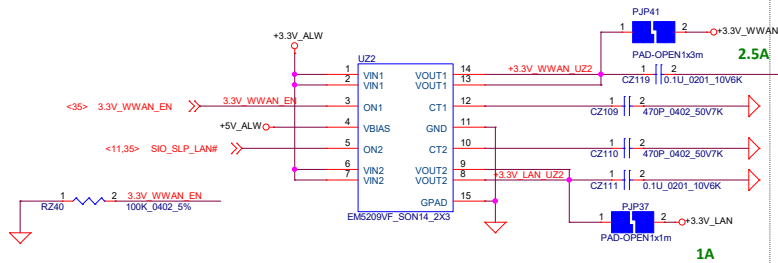 PJP41
1 2 +3.3V_WWAN
PAD-OPEN1x3m
2.5A
+3.3V_ALW
UZ2
1 VIN1 VOUT1 14 +3.3V_WWAN_UZ2 1 2
2 VIN1 VOUT1 13
CZ119 0.1U_0201_10V6K
<35> 3.3V_WWAN_EN 3.3V_WWAN_EN 3 ON1 CT1 12 1 2
CZ109 470P_0402_50V7K
+5V_ALW 4 VBIAS GND 11
<11,35> SIO_SLP_LAN# 5 ON2 CT2 10 1 2
CZ110 470P_0402_50V7K
6 VIN2 VOUT2 9
7 VIN2 VOUT2 8 +3.3V_LAN_UZ2 1 2
CZ111 0.1U_0201_10V6K
1 2 3.3V_WWAN_EN
RZ40 100K_0402_5%
GPAD 15
EM5209VF_SON14_2X3
PJP37
1 2 +3.3V_LAN
PAD-OPEN1x1m
1A